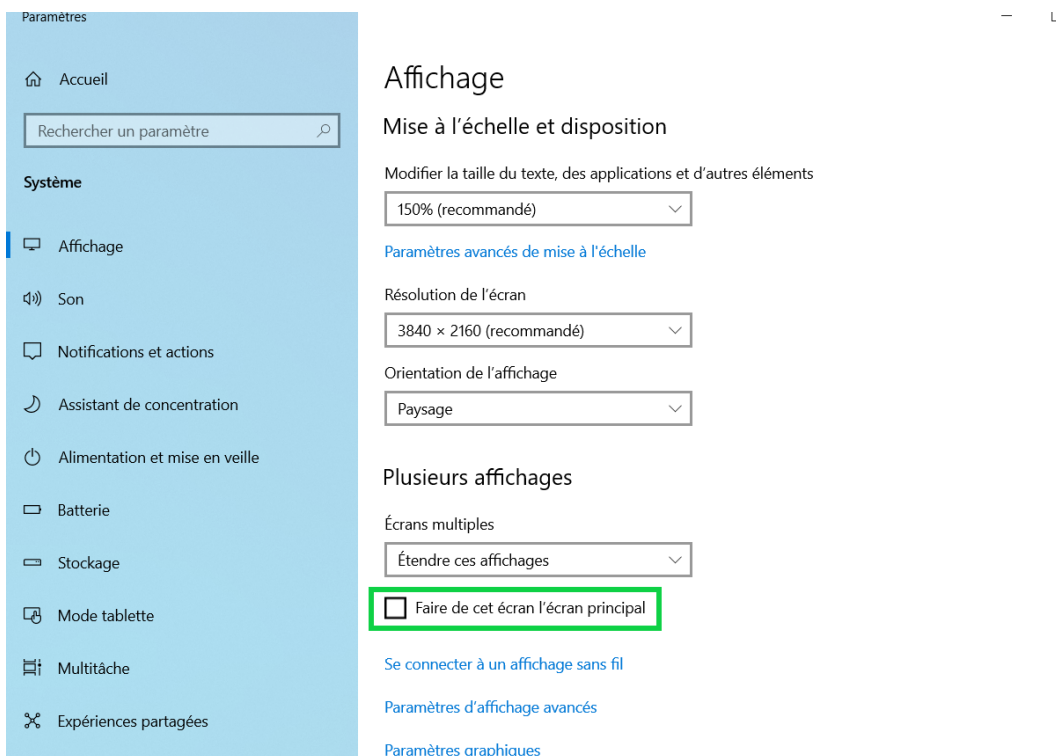 Paramètres
Accueil
Rechercher un paramètre
Système
Affichage
Son
Notifications et actions
Assistant de concentration
Alimentation et mise en veille
Batterie
Stockage
Mode tablette
Multitâche
Expériences partagées
Affichage
Mise à l’échelle et disposition
Modifier la taille du texte, des applications et d’autres éléments
150% (recommandé)
Paramètres avancés de mise à l'échelle
Résolution de l’écran
3840 × 2160 (recommandé)
Orientation de l’affichage
Paysage
Plusieurs affichages
Écrans multiples
Étendre ces affichages
Faire de cet écran l’écran principal
Se connecter à un affichage sans fil
Paramètres d’affichage avancés
Paramètres graphiques